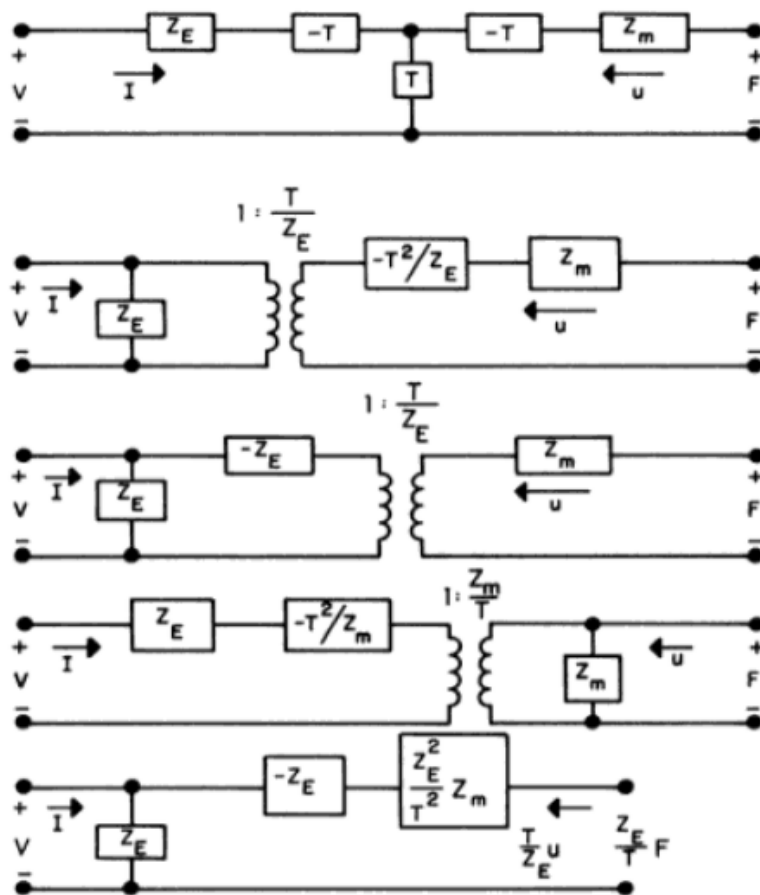 Z_E -T -T Z_m
+ I T u +
V F
- -
1 : T/Z_E
-T²/Z_E Z_m
+ I Z_E u +
V F
- -
1 : T/Z_E
-Z_E Z_m
+ I Z_E u +
V F
- -
1 : Z_m/T
Z_E -T²/Z_m
+ I Z_m u +
V F
- -
-Z_E Z_E²/T² Z_m
+ I Z_E T/Z_E u Z_E/T F
V
-